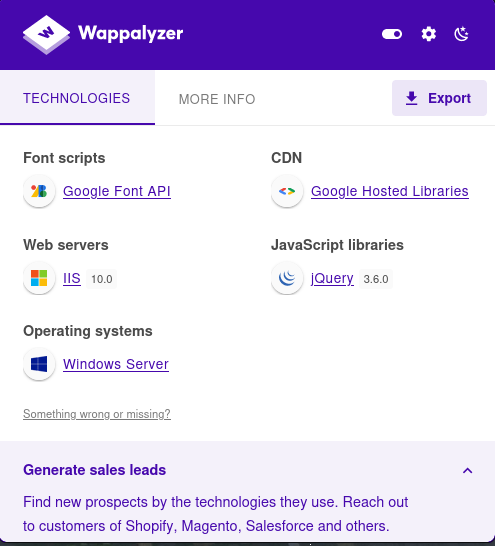 Wappalyzer
TECHNOLOGIES
MORE INFO
Export
Font scripts
Google Font API
CDN
Google Hosted Libraries
Web servers
IIS 10.0
JavaScript libraries
jQuery 3.6.0
Operating systems
Windows Server
Something wrong or missing?
Generate sales leads
Find new prospects by the technologies they use. Reach out
to customers of Shopify, Magento, Salesforce and others.